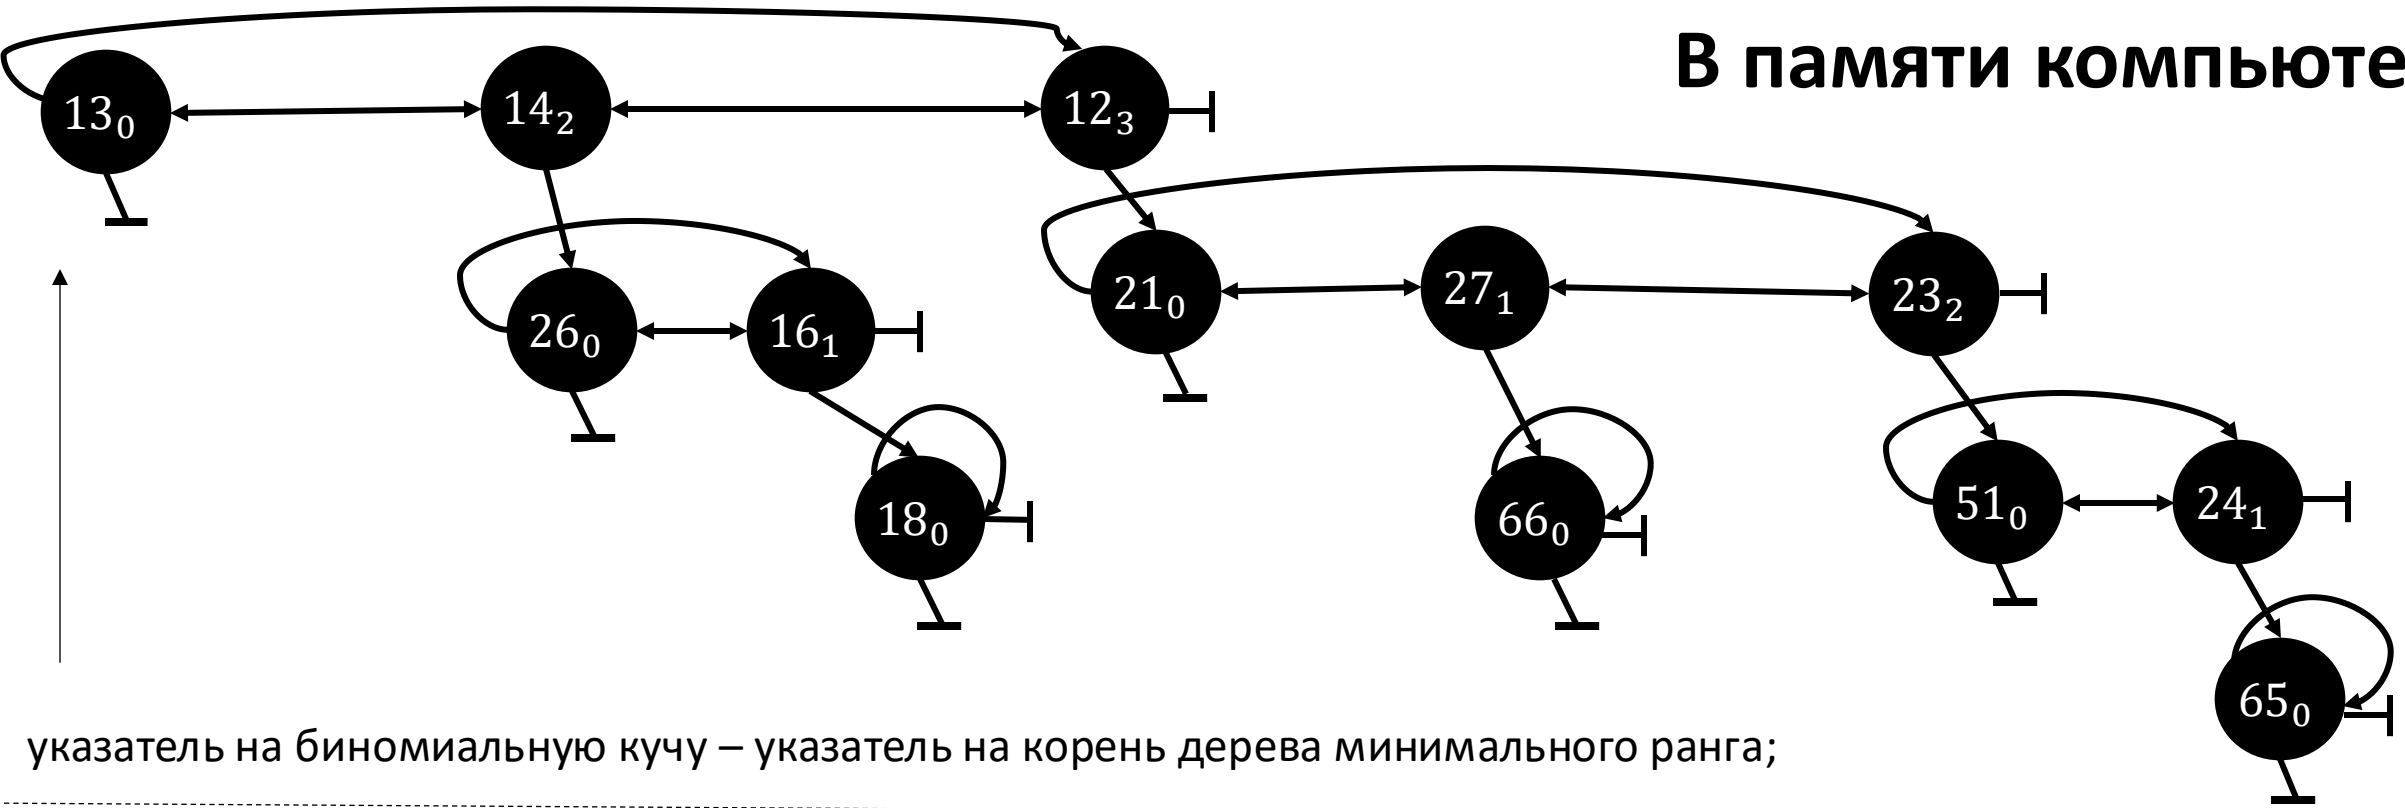 В памяти компьюте
13₀ 14₂ 12₃
21₀ 27₁ 23₂
26₀ 16₁
18₀ 66₀ 51₀ 24₁
65₀
указатель на биномиальную кучу – указатель на корень дерева минимального ранга;